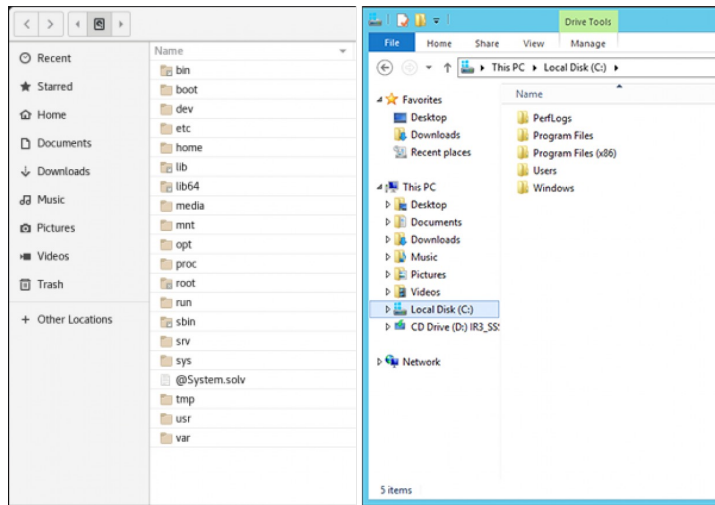 Recent
Starred
Home
Documents
Downloads
Music
Pictures
Videos
Trash
+ Other Locations
Name
bin
boot
dev
etc
home
lib
lib64
media
mnt
opt
proc
root
run
sbin
srv
sys
@System.solv
tmp
usr
var
Drive Tools
File Home Share View Manage
This PC Local Disk (C:)
Favorites
Desktop
Downloads
Recent places
This PC
Desktop
Documents
Downloads
Music
Pictures
Videos
Local Disk (C:)
CD Drive (D:) IR3_SS
Network
Name
PerfLogs
Program Files
Program Files (x86)
Users
Windows
5 items